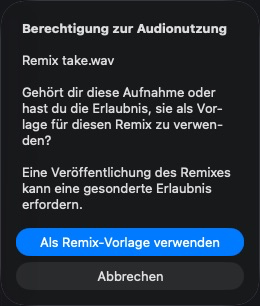 Berechtigung zur Audionutzung
Remix take.wav
Gehört dir diese Aufnahme oder
hast du die Erlaubnis, sie als Vor-
lage für diesen Remix zu verwen-
den?
Eine Veröffentlichung des Remixes
kann eine gesonderte Erlaubnis
erfordern.
Als Remix-Vorlage verwenden
Abbrechen